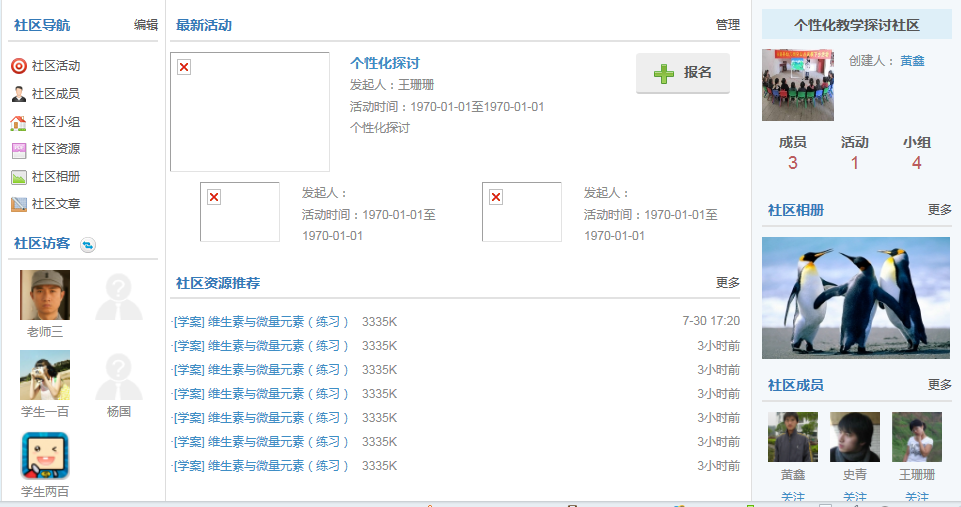 社区导航 编辑
社区活动
社区成员
社区小组
社区资源
社区相册
社区文章
社区访客
老师三
学生一百 杨国
学生两百
最新活动 管理
个性化探讨
发起人：王珊珊
活动时间：1970-01-01至1970-01-01
个性化探讨
报名
发起人：
活动时间：1970-01-01至
1970-01-01
发起人：
活动时间：1970-01-01至
1970-01-01
社区资源推荐 更多
·[学案] 维生素与微量元素（练习） 3335K 7-30 17:20
·[学案] 维生素与微量元素（练习） 3335K 3小时前
·[学案] 维生素与微量元素（练习） 3335K 3小时前
·[学案] 维生素与微量元素（练习） 3335K 3小时前
·[学案] 维生素与微量元素（练习） 3335K 3小时前
·[学案] 维生素与微量元素（练习） 3335K 3小时前
·[学案] 维生素与微量元素（练习） 3335K 3小时前
个性化教学探讨社区
创建人：黄鑫
成员 活动 小组
3 1 4
社区相册 更多
社区成员 更多
黄鑫 史青 王珊珊
关注 关注 关注